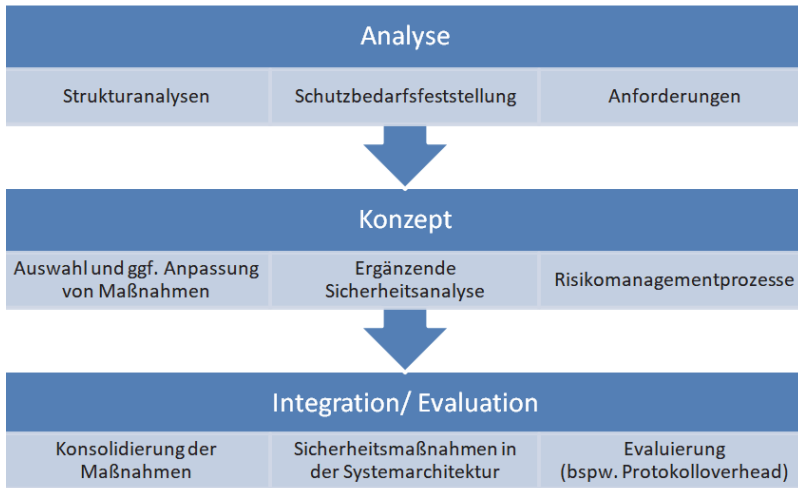 Analyse
Strukturanalysen
Schutzbedarfsfeststellung
Anforderungen
Konzept
Auswahl und ggf. Anpassung
von Maßnahmen
Ergänzende
Sicherheitsanalyse
Risikomanagementprozesse
Integration/ Evaluation
Konsolidierung der
Maßnahmen
Sicherheitsmaßnahmen in
der Systemarchitektur
Evaluierung
(bspw. Protokolloverhead)